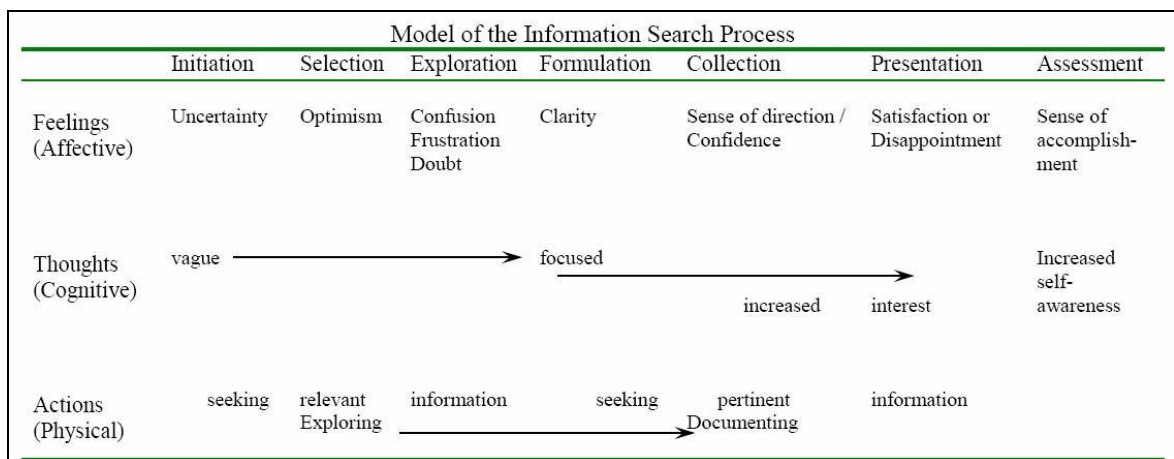 Model of the Information Search Process
Initiation Selection Exploration Formulation Collection Presentation Assessment
Feelings (Affective) Uncertainty Optimism Confusion Frustration Doubt Clarity Sense of direction / Confidence Satisfaction or Disappointment Sense of accomplish-ment
Thoughts (Cognitive) vague focused Increased self-awareness
increased interest
Actions (Physical) seeking relevant information seeking pertinent information
Exploring Documenting